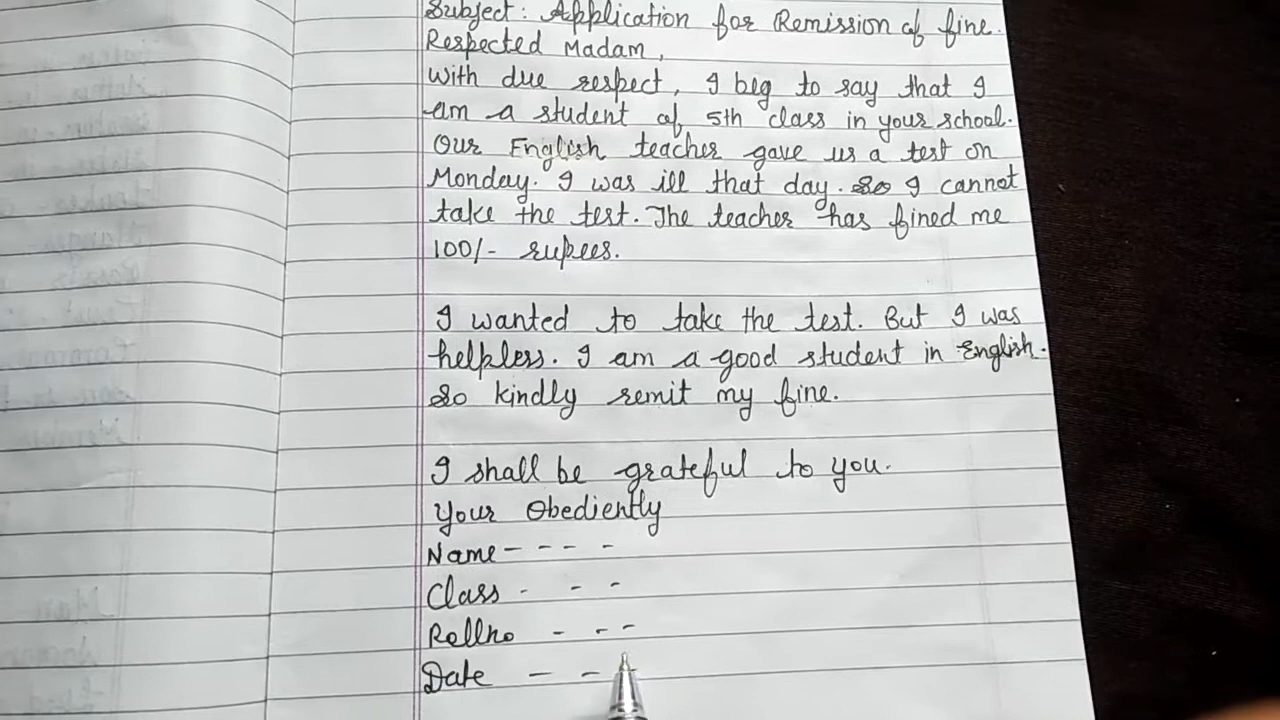 Subject: Application for Remission of fine.
Respected Madam,
With due respect, I beg to say that I
am a student of 5th class in your school.
Our English teacher gave us a test on
Monday. I was ill that day. So I cannot
take the test. The teacher has fined me
100/- rupees.
I wanted to take the test. But I was
helpless. I am a good student in English.
So kindly remit my fine.
I shall be grateful to you.
Your Obediently
Name - - - -
Class - - -
Rollno - - -
Date - -